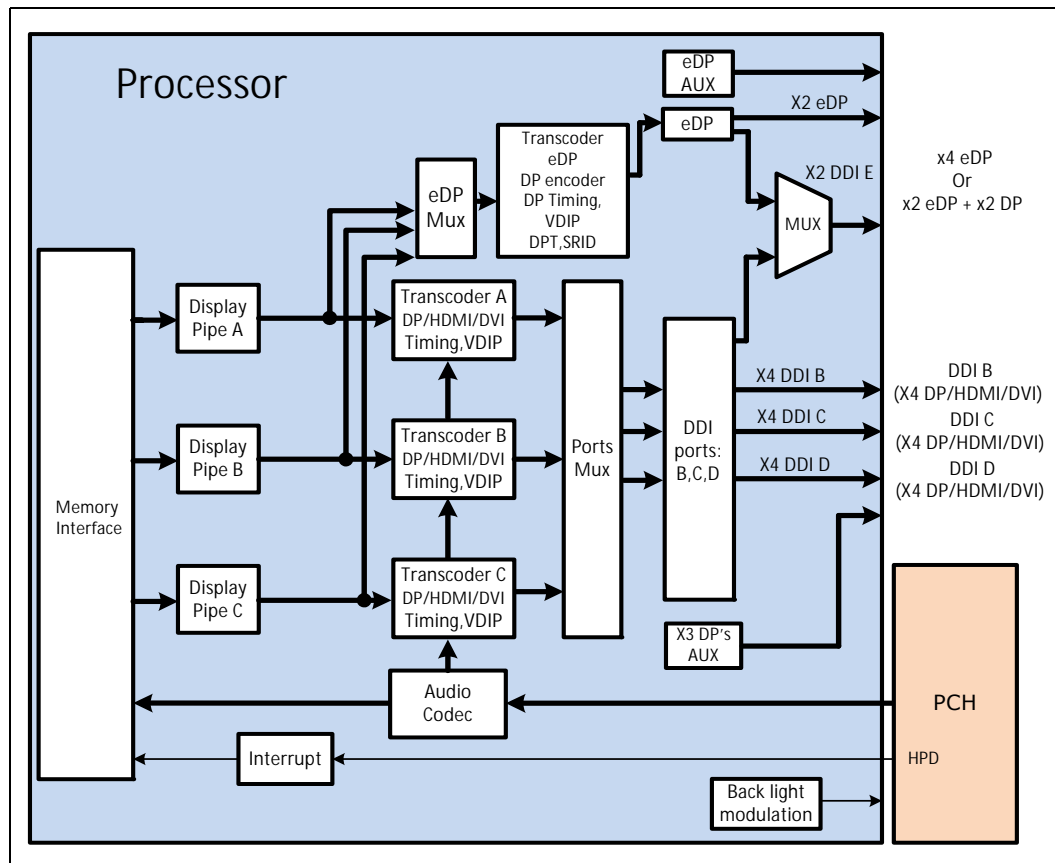 Processor
eDP
AUX
X2 eDP
eDP
Transcoder
eDP
DP encoder
DP Timing,
VDIP
DPT,SRID
eDP
Mux
X2 DDI E
MUX
x4 eDP
Or
x2 eDP + x2 DP
Memory
Interface
Display
Pipe A
Transcoder A
DP/HDMI/DVI
Timing,VDIP
Display
Pipe B
Transcoder B
DP/HDMI/DVI
Timing,VDIP
Display
Pipe C
Transcoder C
DP/HDMI/DVI
Timing,VDIP
Ports
Mux
DDI
ports:
B,C,D
X4 DDI B
X4 DDI C
X4 DDI D
DDI B
(X4 DP/HDMI/DVI)
DDI C
(X4 DP/HDMI/DVI)
DDI D
(X4 DP/HDMI/DVI)
X3 DP's
AUX
Audio
Codec
PCH
Interrupt
HPD
Back light
modulation